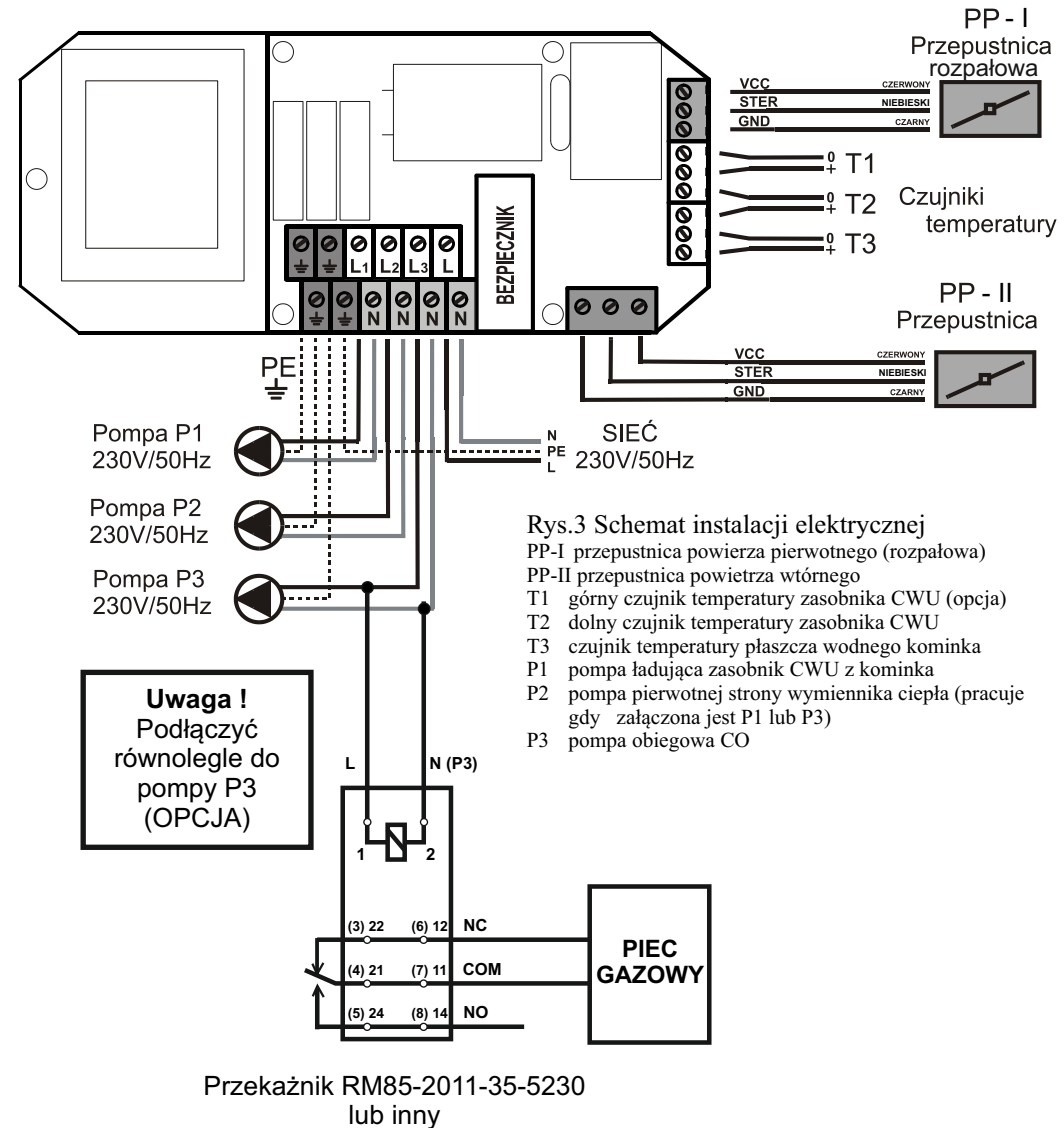 PP - I
Przepustnica
rozpałowa
VCC CZERWONY
STER NIEBIESKI
GND CZARNY
0
+ T1
0
+ T2
0
+ T3
Czujniki
temperatury
BEZPIECZNIK
L1 L2 L3 L
N N N N
PP - II
Przepustnica
VCC CZERWONY
STER NIEBIESKI
GND CZARNY
PE
Pompa P1
230V/50Hz
N
PE
L
SIEĆ
230V/50Hz
Pompa P2
230V/50Hz
Pompa P3
230V/50Hz
Rys.3 Schemat instalacji elektrycznej
PP-I przepustnica powierza pierwotnego (rozpałowa)
PP-II przepustnica powietrza wtórnego
T1 górny czujnik temperatury zasobnika CWU (opcja)
T2 dolny czujnik temperatury zasobnika CWU
T3 czujnik temperatury płaszcza wodnego kominka
P1 pompa ładująca zasobnik CWU z kominka
P2 pompa pierwotnej strony wymiennika ciepła (pracuje
gdy załączona jest P1 lub P3)
P3 pompa obiegowa CO
Uwaga !
Podłączyć
równolegle do
pompy P3
(OPCJA)
L N (P3)
1 2
(3) 22 (6) 12 NC
(4) 21 (7) 11 COM
(5) 24 (8) 14 NO
PIEC
GAZOWY
Przekażnik RM85-2011-35-5230
lub inny